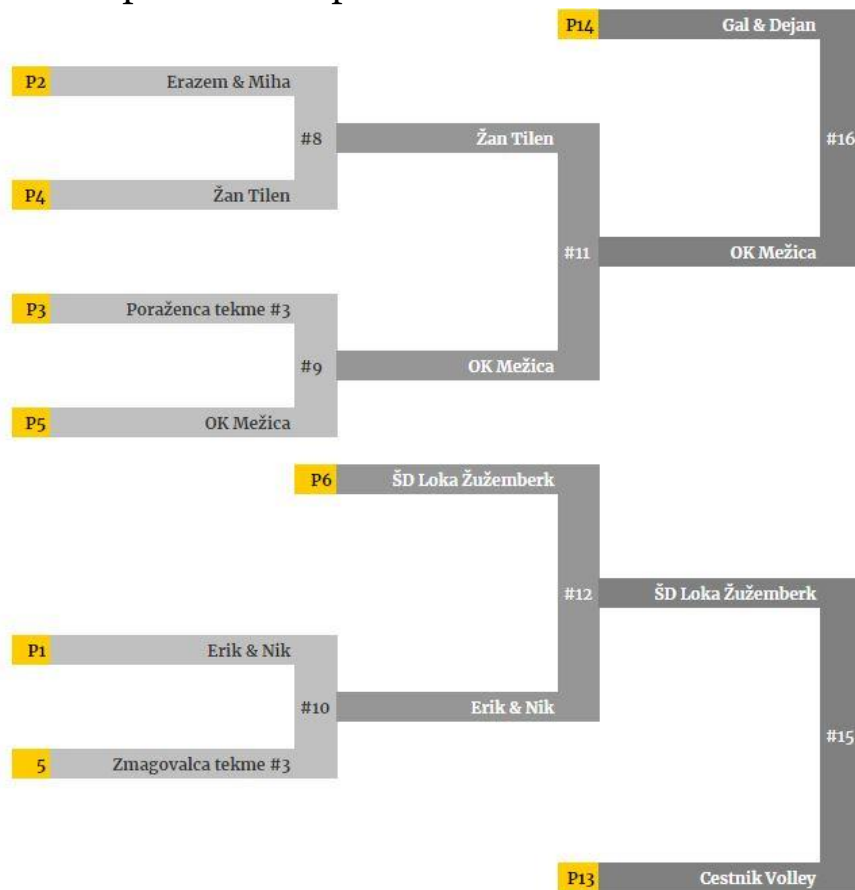 P14 Gal & Dejan
P2 Erazem & Miha
#8 Žan Tilen #16
P4 Žan Tilen
#11 OK Mežica
P3 Poraženca tekme #3
#9 OK Mežica
P5 OK Mežica
P6 ŠD Loka Žužemberk
#12 ŠD Loka Žužemberk
P1 Erik & Nik
#10 Erik & Nik
#15
5 Zmagovalca tekme #3
P13 Cestnik Volley